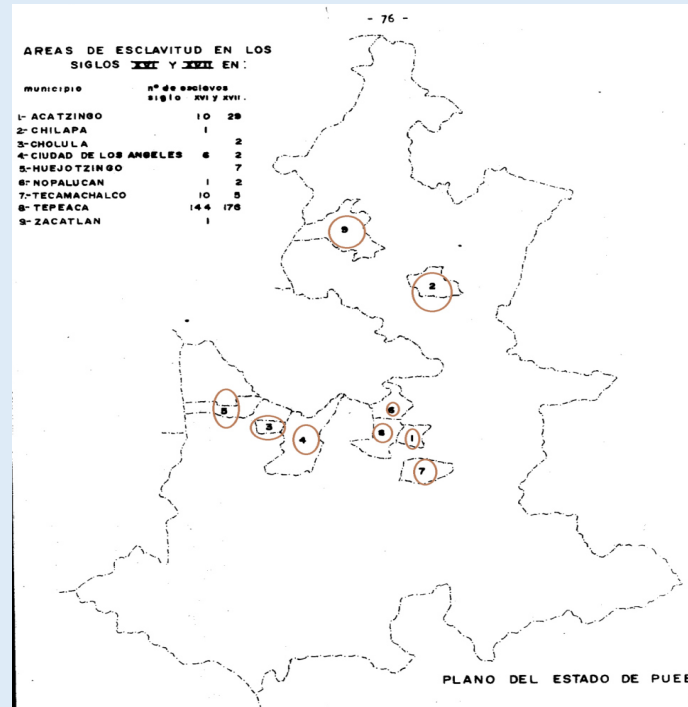 - 76 -
AREAS DE ESCLAVITUD EN LOS
SIGLOS XVI Y XVII EN:
municipio nº de esclavos
siglo XVI y XVII.
1- ACATZINGO 10 29
2- CHILAPA 1
3- CHOLULA 2
4- CIUDAD DE LOS ANGELES 6 2
5- HUEJOTZINGO 7
6- NOPALUCAN 1 2
7- TECAMACHALCO 10 5
8- TEPEACA 144 176
9- ZACATLAN 1
9
2
6
5
3
4
8
1
7
PLANO DEL ESTADO DE PUEB